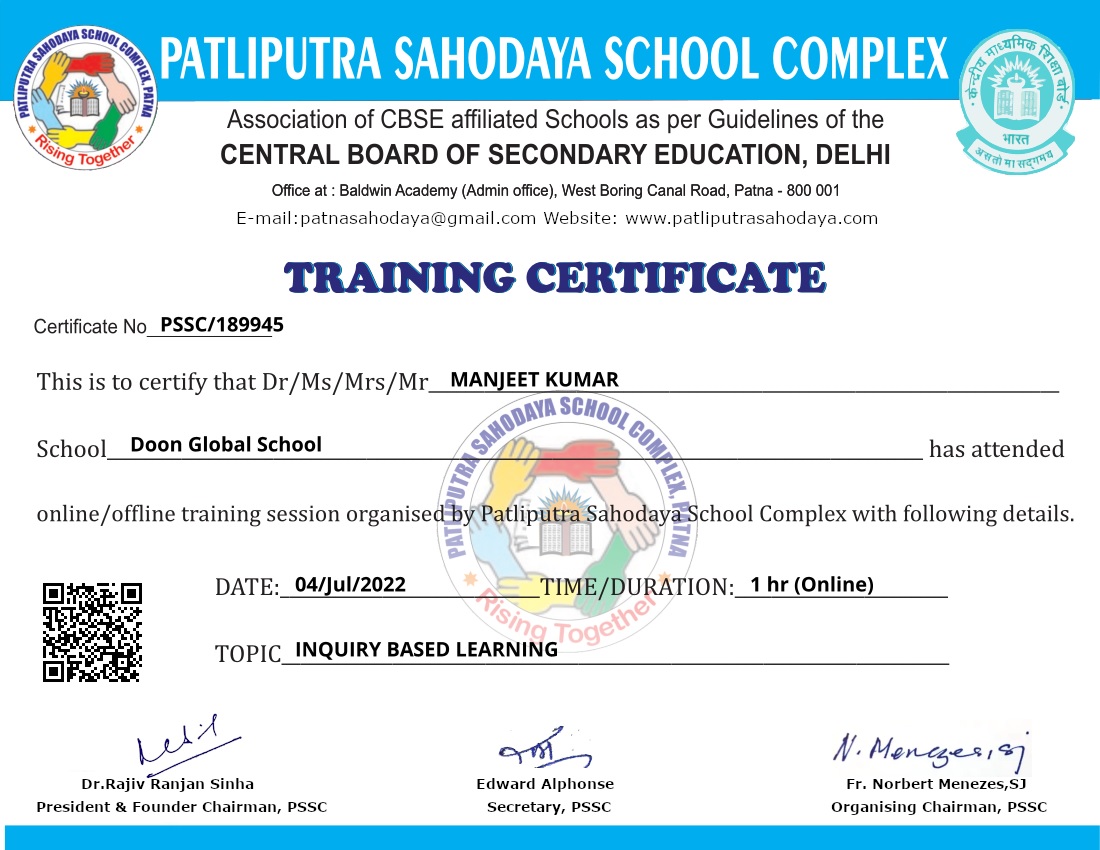 PATLIPUTRA SAHODAYA SCHOOL COMPLEX, PATNA
Rising Together
PATLIPUTRA SAHODAYA SCHOOL COMPLEX
केन्द्रीय माध्यमिक शिक्षा बोर्ड
भारत
असतो मा सद्गमय
Association of CBSE affiliated Schools as per Guidelines of the
CENTRAL BOARD OF SECONDARY EDUCATION, DELHI
Office at : Baldwin Academy (Admin office), West Boring Canal Road, Patna - 800 001
E-mail:patnasahodaya@gmail.com Website: www.patliputrasahodaya.com
TRAINING CERTIFICATE
Certificate No PSSC/189945
This is to certify that Dr/Ms/Mrs/Mr MANJEET KUMAR
School Doon Global School has attended
online/offline training session organised by Patliputra Sahodaya School Complex with following details.
PATLIPUTRA SAHODAYA SCHOOL COMPLEX, PATNA
Rising Together
DATE: 04/Jul/2022 TIME/DURATION: 1 hr (Online)
TOPIC INQUIRY BASED LEARNING
N. Menezes, sj
Dr.Rajiv Ranjan Sinha
President & Founder Chairman, PSSC
Edward Alphonse
Secretary, PSSC
Fr. Norbert Menezes,SJ
Organising Chairman, PSSC